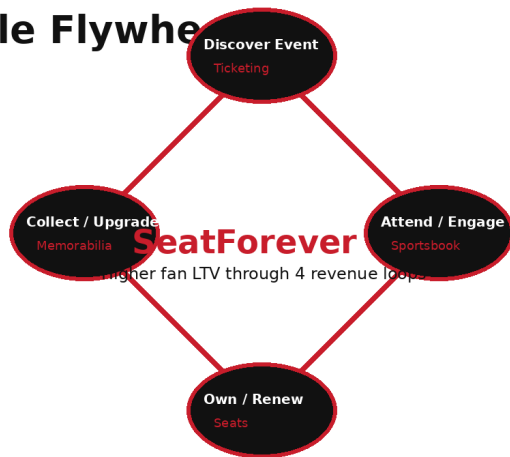 le Flywhe
Discover Event
Ticketing
Collect / Upgrade
Memorabilia
Attend / Engage
Sportsbook
SeatForever
Higher fan LTV through 4 revenue loops
Own / Renew
Seats